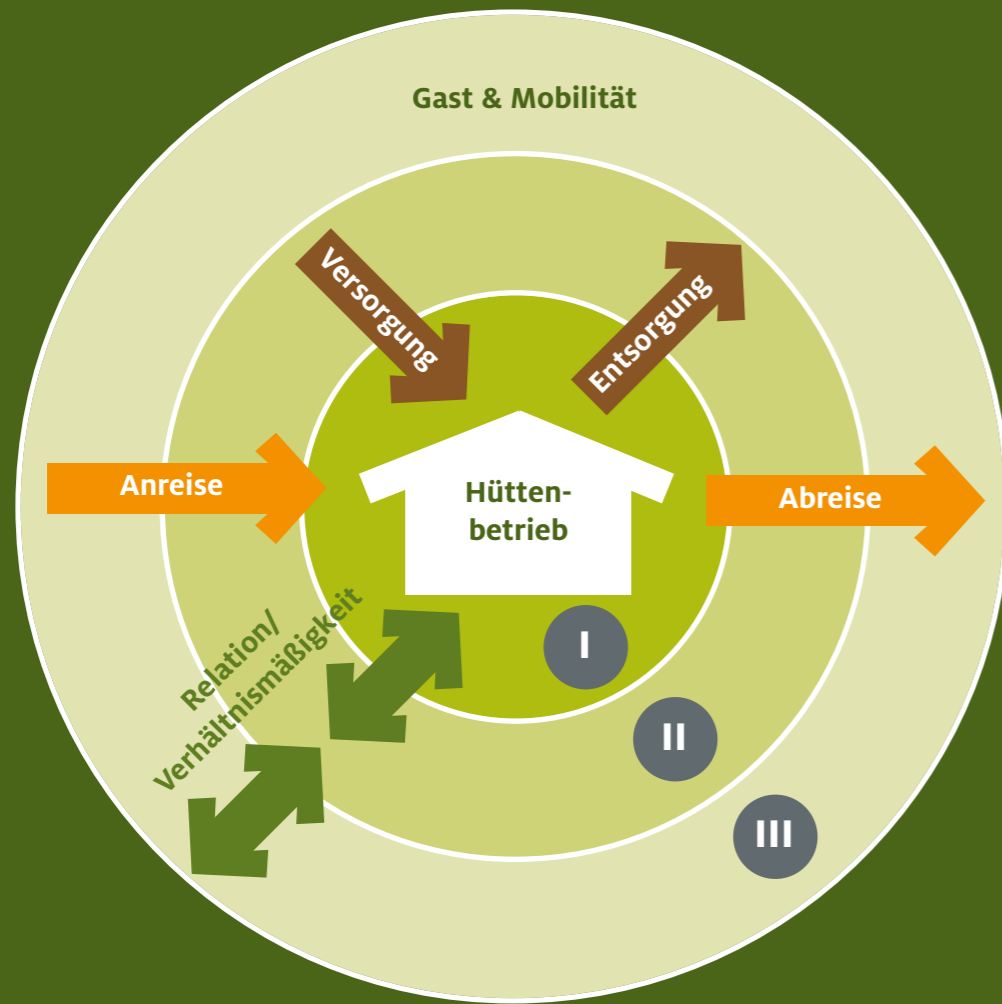 Gast & Mobilität
Versorgung
Entsorgung
Anreise
Hütten-
betrieb
Abreise
Relation/
Verhältnismäßigkeit
I
II
III